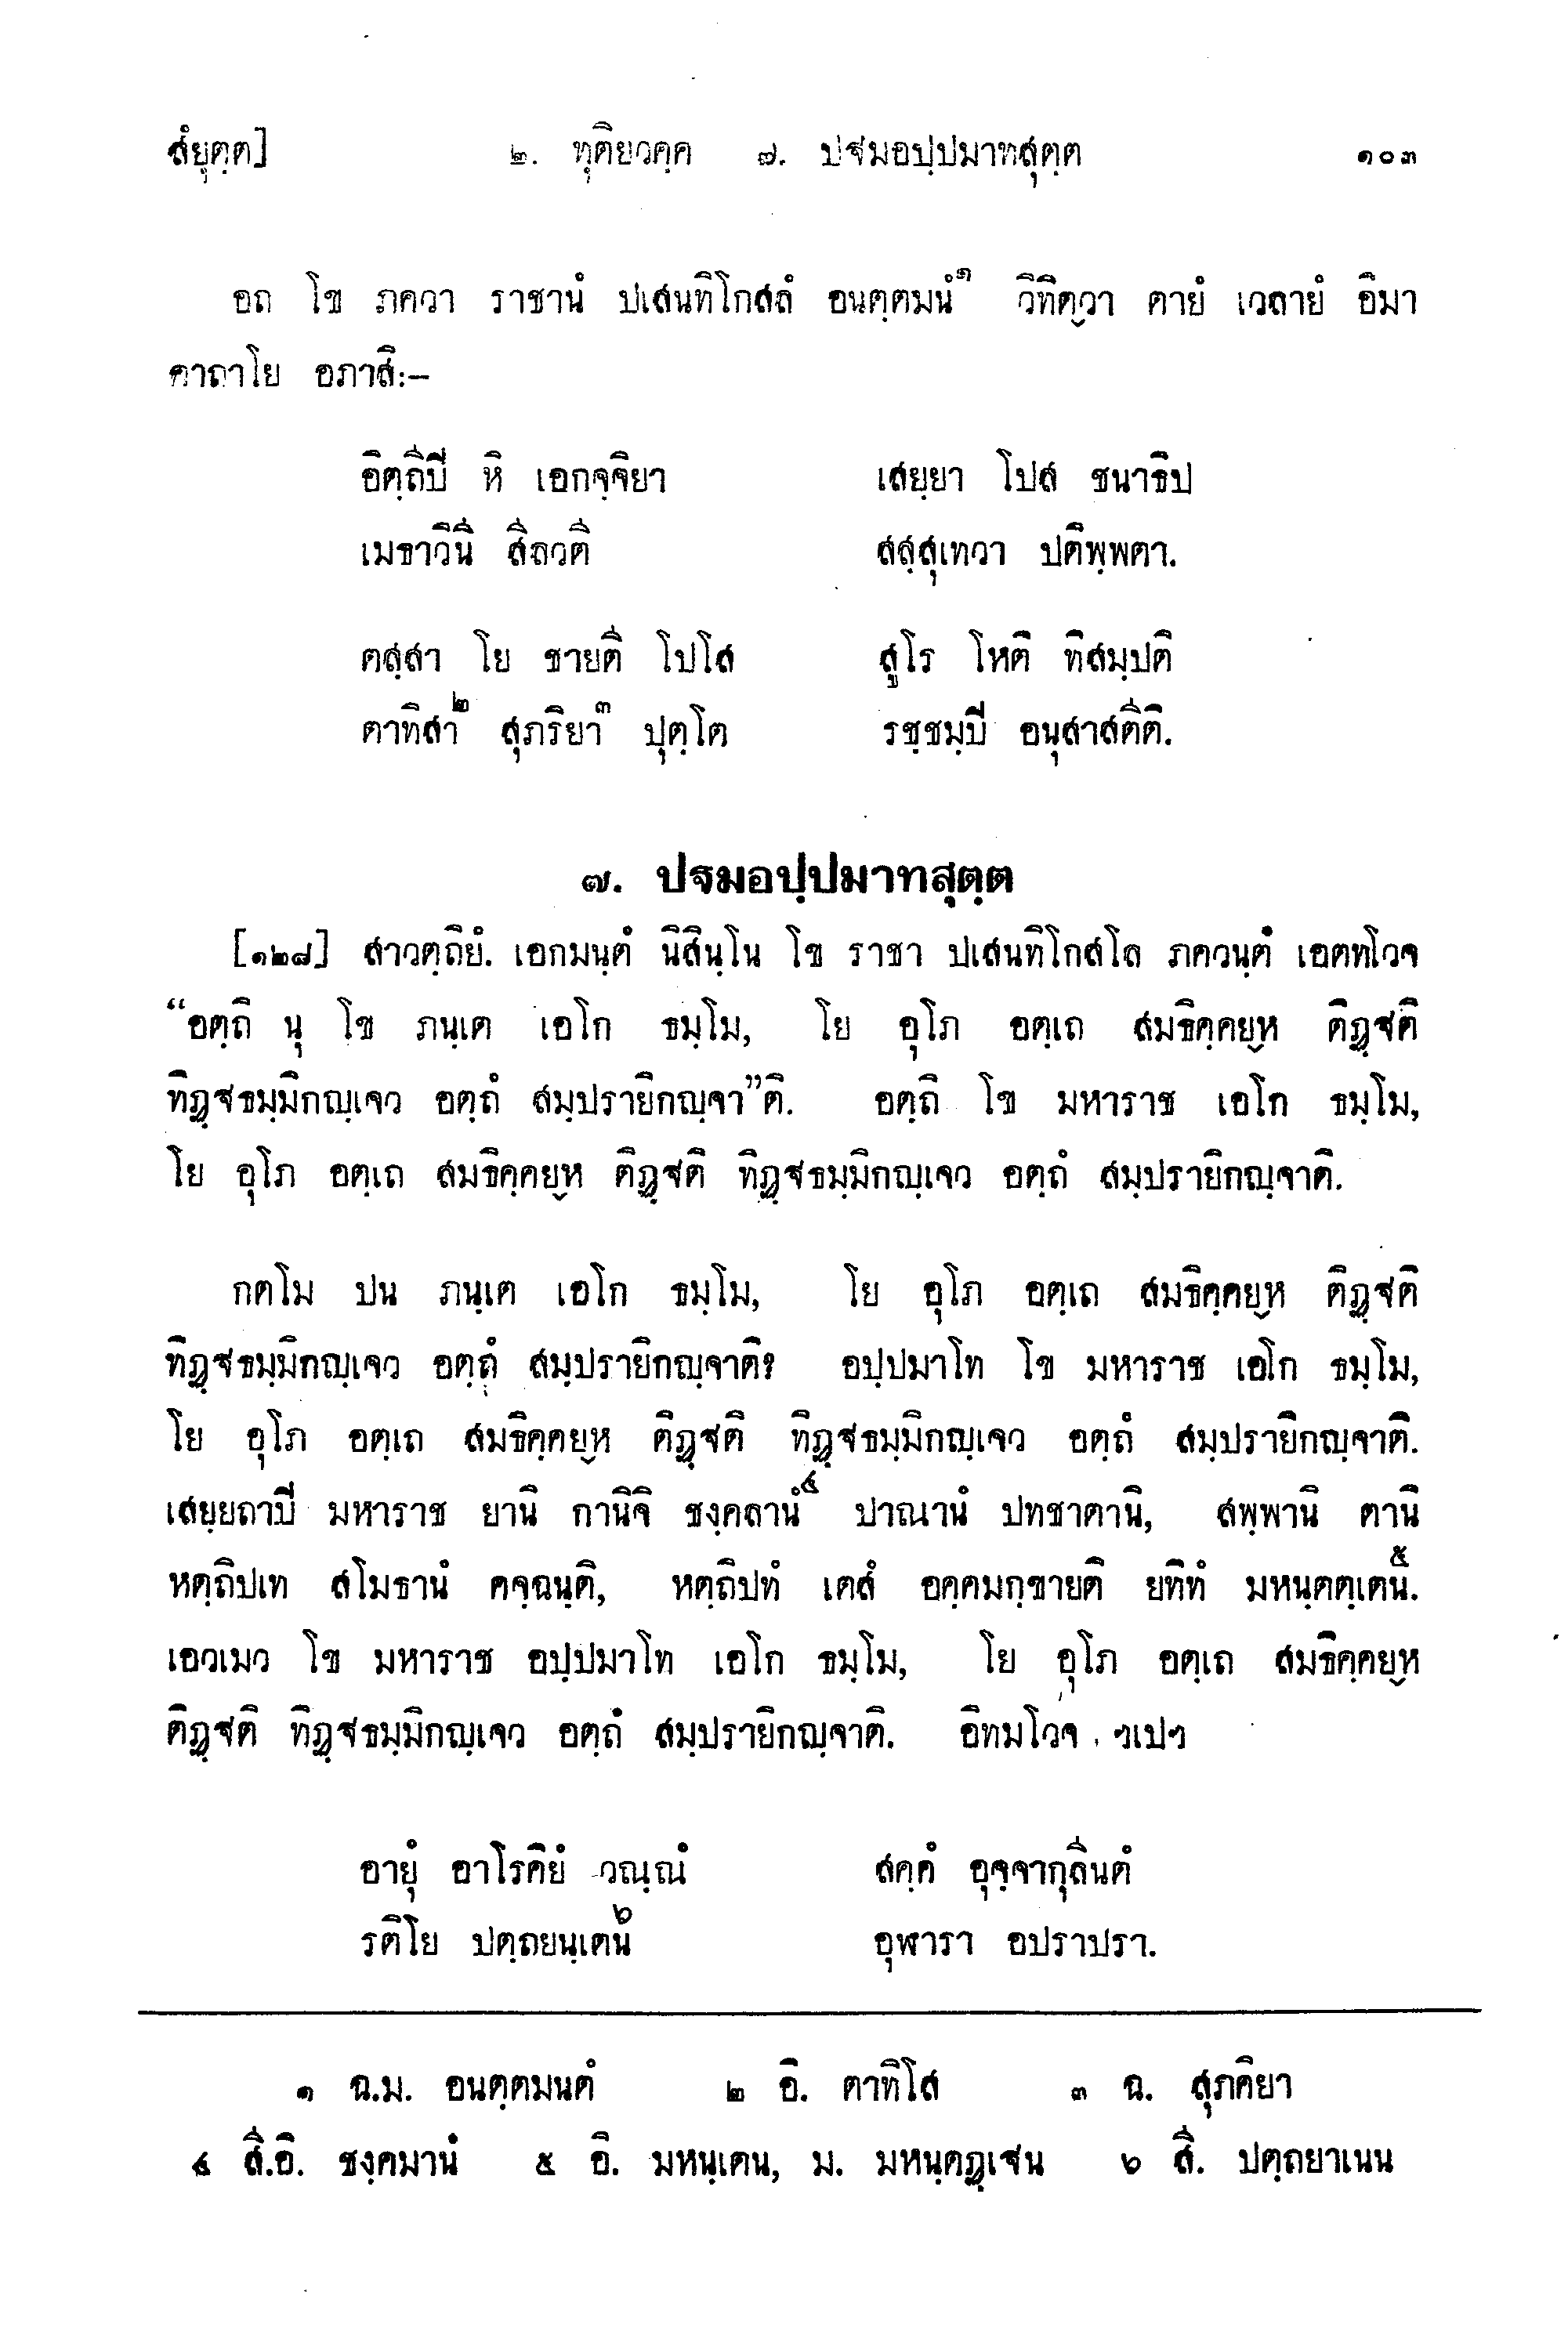 สํยุตฺต] ๒. ทุติยวคฺค ๗. ปฐมอปฺปมาทสุตฺต ๑๐๓
อถ โข ภควา ราชานํ ปเสนทิโกสลํ อนตฺตมนํ๑ วิทิตฺวา ตายํ เวลายํ อิมา
คาถาโย อภาสิ:–
อิตฺถีปิ หิ เอกจฺจิยา เสยฺยา โปส ชนาธิป
เมธาวินี สีลวตี สสฺสุเทวา ปติพฺพตา.
ตสฺสา โย ชายตี โปโส สูโร โหติ ทิสมฺปติ
ตาทิสา๒ สุภริยา๓ ปุตฺโต รชฺชมฺปิ อนุสาสตีติ.
๗. ปฐมอปฺปมาทสุตฺต
[๑๒๘] สาวตฺถิยํ. เอกมนฺตํ นิสินฺโน โข ราชา ปเสนทิโกสโล ภควนฺตํ เอตทโวจ
“อตฺถิ นุ โข ภนฺเต เอโก ธมฺโม, โย อุโภ อตฺเถ สมธิคฺคยฺห ติฏฺฐติ
ทิฏฺฐธมฺมิกญฺเจว อตฺถํ สมฺปรายิกญฺจา”ติ. อตฺถิ โข มหาราช เอโก ธมฺโม,
โย อุโภ อตฺเถ สมธิคฺคยฺห ติฏฺฐติ ทิฏฺฐธมฺมิกญฺเจว อตฺถํ สมฺปรายิกญฺจาติ.
กตโม ปน ภนฺเต เอโก ธมฺโม, โย อุโภ อตฺเถ สมธิคฺคยฺห ติฏฺฐติ
ทิฏฺฐธมฺมิกญฺเจว อตฺถํ สมฺปรายิกญฺจาติ? อปฺปมาโท โข มหาราช เอโก ธมฺโม,
โย อุโภ อตฺเถ สมธิคฺคยฺห ติฏฺฐติ ทิฏฺฐธมฺมิกญฺเจว อตฺถํ สมฺปรายิกญฺจาติ.
เสยฺยถาปิ มหาราช ยานิ กานิจิ ชงฺคลานํ๔ ปาณานํ ปทชาตานิ, สพฺพานิ ตานิ
หตฺถิปเท สโมธานํ คจฺฉนฺติ, หตฺถิปทํ เตสํ อคฺคมกฺขายติ ยทิทํ มหนฺตตฺเตน๕.
เอวเมว โข มหาราช อปฺปมาโท เอโก ธมฺโม, โย อุโภ อตฺเถ สมธิคฺคยฺห
ติฏฺฐติ ทิฏฺฐธมฺมิกญฺเจว อตฺถํ สมฺปรายิกญฺจาติ. อิทมโวจ ฯเปฯ
อายุํ อาโรคิยํ วณฺณํ สคฺคํ อุจฺจากุลีนตํ
รติโย ปตฺถยนฺเตน๖ อุฬารา อปราปรา.
๑ ฉ.ม. อนตฺตมนตํ ๒ อิ. ตาทิโส ๓ ฉ. สุภคิยา
๔ สี.อิ. ชงฺคมานํ ๕ อิ. มหนฺเตน, ม. มหนฺตฏฺเฐน ๖ สี. ปตฺถยาเนน